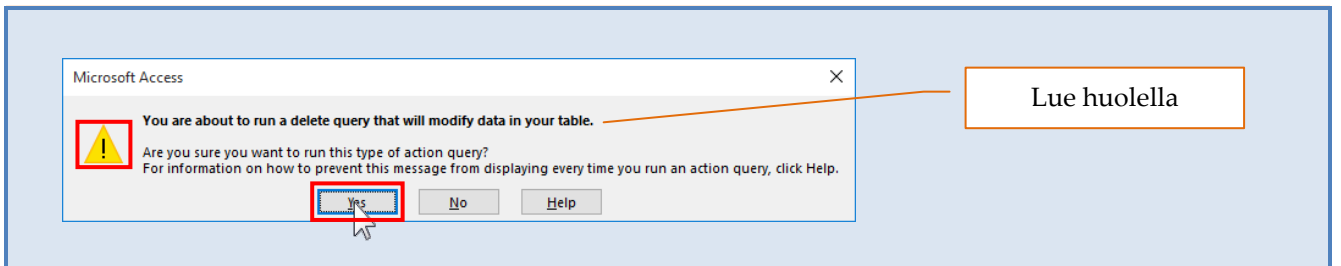 Microsoft Access
Lue huolella
You are about to run a delete query that will modify data in your table.
Are you sure you want to run this type of action query?
For information on how to prevent this message from displaying every time you run an action query, click Help.
Yes No Help